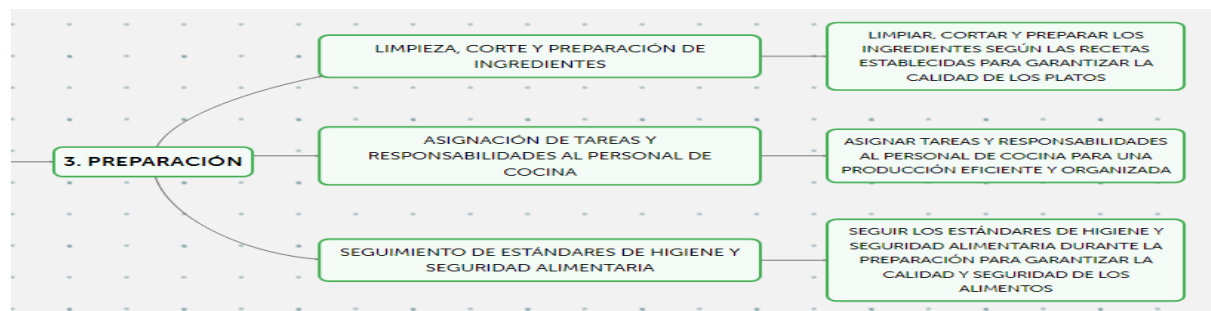 3. PREPARACIÓN
LIMPIEZA, CORTE Y PREPARACIÓN DE
INGREDIENTES
LIMPIAR, CORTAR Y PREPARAR LOS
INGREDIENTES SEGÚN LAS RECETAS
ESTABLECIDAS PARA GARANTIZAR LA
CALIDAD DE LOS PLATOS
ASIGNACIÓN DE TAREAS Y
RESPONSABILIDADES AL PERSONAL DE
COCINA
ASIGNAR TAREAS Y RESPONSABILIDADES
AL PERSONAL DE COCINA PARA UNA
PRODUCCIÓN EFICIENTE Y ORGANIZADA
SEGUIMIENTO DE ESTÁNDARES DE HIGIENE Y
SEGURIDAD ALIMENTARIA
SEGUIR LOS ESTÁNDARES DE HIGIENE Y
SEGURIDAD ALIMENTARIA DURANTE LA
PREPARACIÓN PARA GARANTIZAR LA
CALIDAD Y SEGURIDAD DE LOS
ALIMENTOS